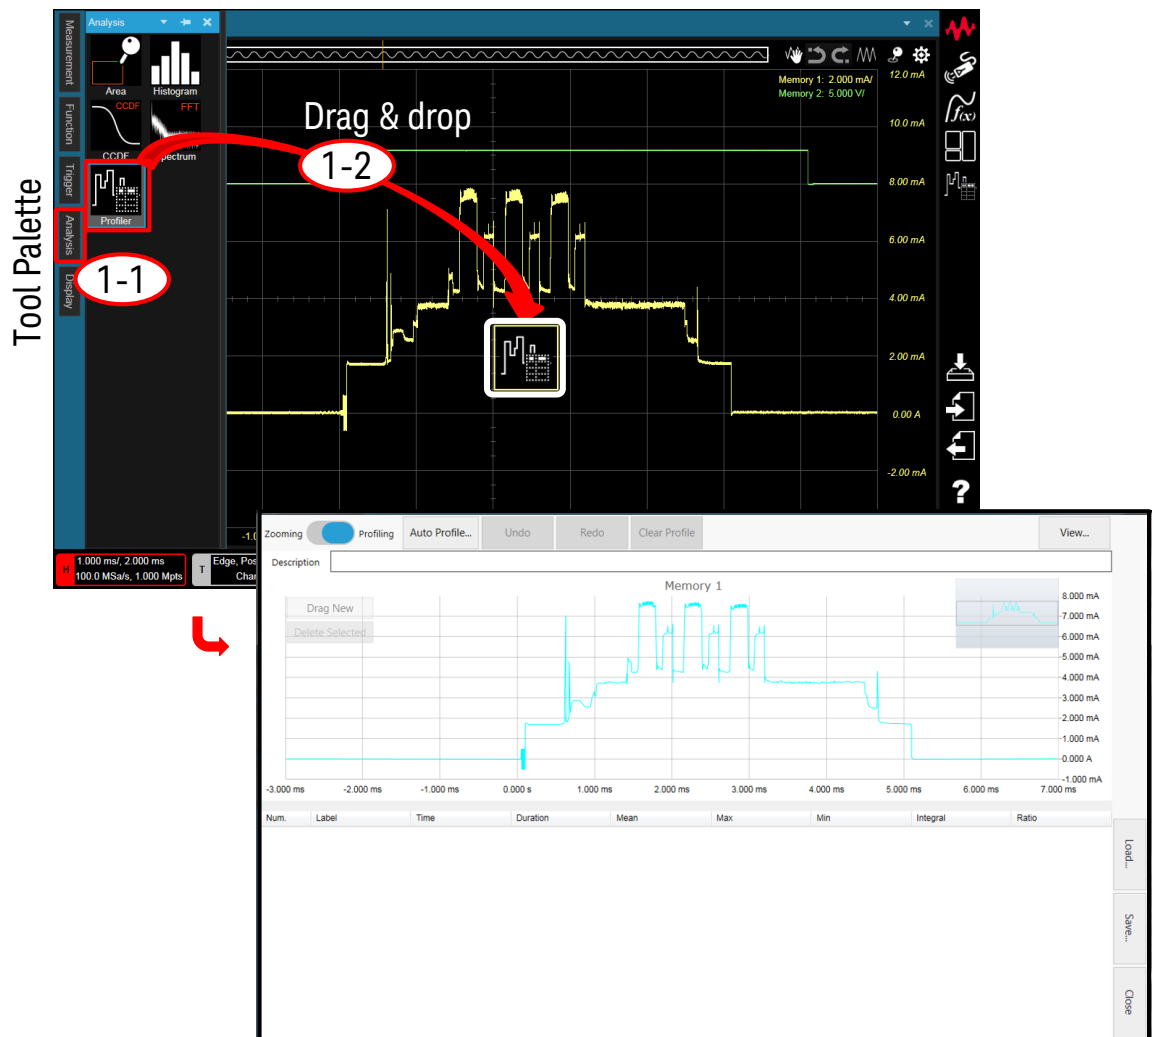 Tool Palette
Measurement
Function
Trigger
Analysis
Display
Analysis
Area
Histogram
CCDF
FFT
CCDF
Profiler
1-1
Drag & drop
1-2
f(x)
Memory 1: 2.000 mA/
Memory 2: 5.000 V/
12.0 mA
10.0 mA
8.00 mA
6.00 mA
4.00 mA
2.00 mA
0.00 A
-2.00 mA
?
H
1.000 ms/, 2.000 ms
100.0 MSa/s, 1.000 Mpts
T
Zooming
Profiling
Auto Profile...
Undo
Redo
Clear Profile
View...
Description
Memory 1
Drag New
Delete Selected
8.000 mA
7.000 mA
6.000 mA
5.000 mA
4.000 mA
3.000 mA
2.000 mA
1.000 mA
0.000 A
-1.000 mA
-3.000 ms
-2.000 ms
-1.000 ms
0.000 s
1.000 ms
2.000 ms
3.000 ms
4.000 ms
5.000 ms
6.000 ms
7.000 ms
Num.
Label
Time
Duration
Mean
Max
Min
Integral
Ratio
Load...
Save...
Close